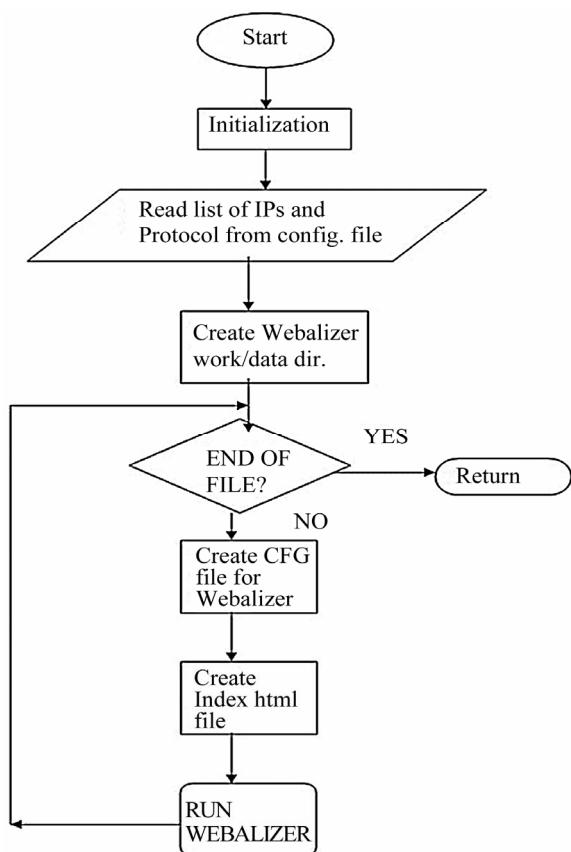 Start
Initialization
Read list of IPs and
Protocol from config. file
Create Webalizer
work/data dir.
YES
END OF
FILE?
Return
NO
Create CFG
file for
Webalizer
Create
Index html
file
RUN
WEBALIZER